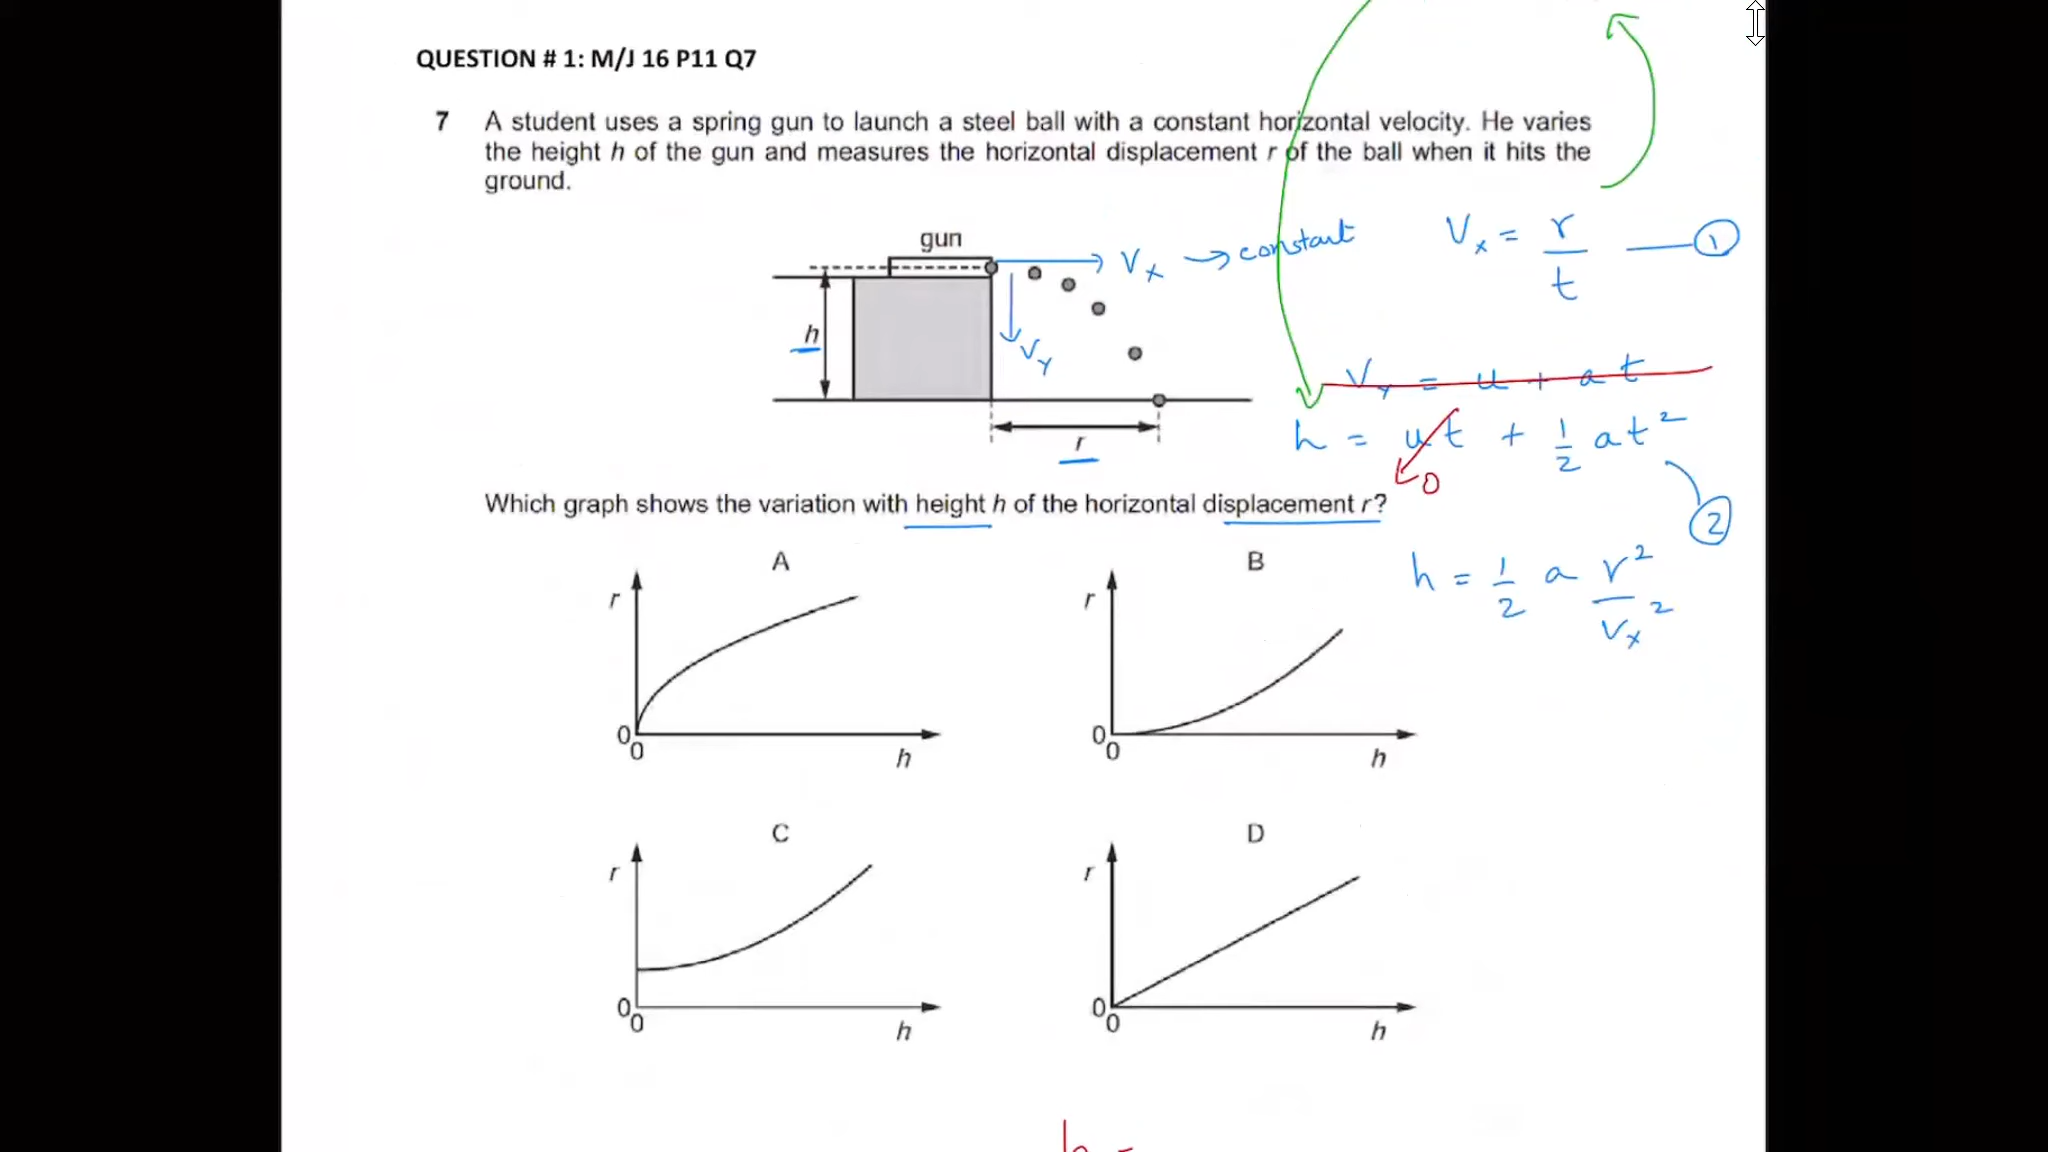 QUESTION # 1: M/J 16 P11 Q7
7 A student uses a spring gun to launch a steel ball with a constant horizontal velocity. He varies
the height h of the gun and measures the horizontal displacement r of the ball when it hits the
ground.
gun
Vx → constant
Vx = r/t — ①
h
VY
r
VY = u + at
h = ut + 1/2 at²
0
②
Which graph shows the variation with height h of the horizontal displacement r?
h = 1/2 a r²/Vx²
A
r
0
0
h
B
r
0
0
h
C
r
0
0
h
D
r
0
0
h